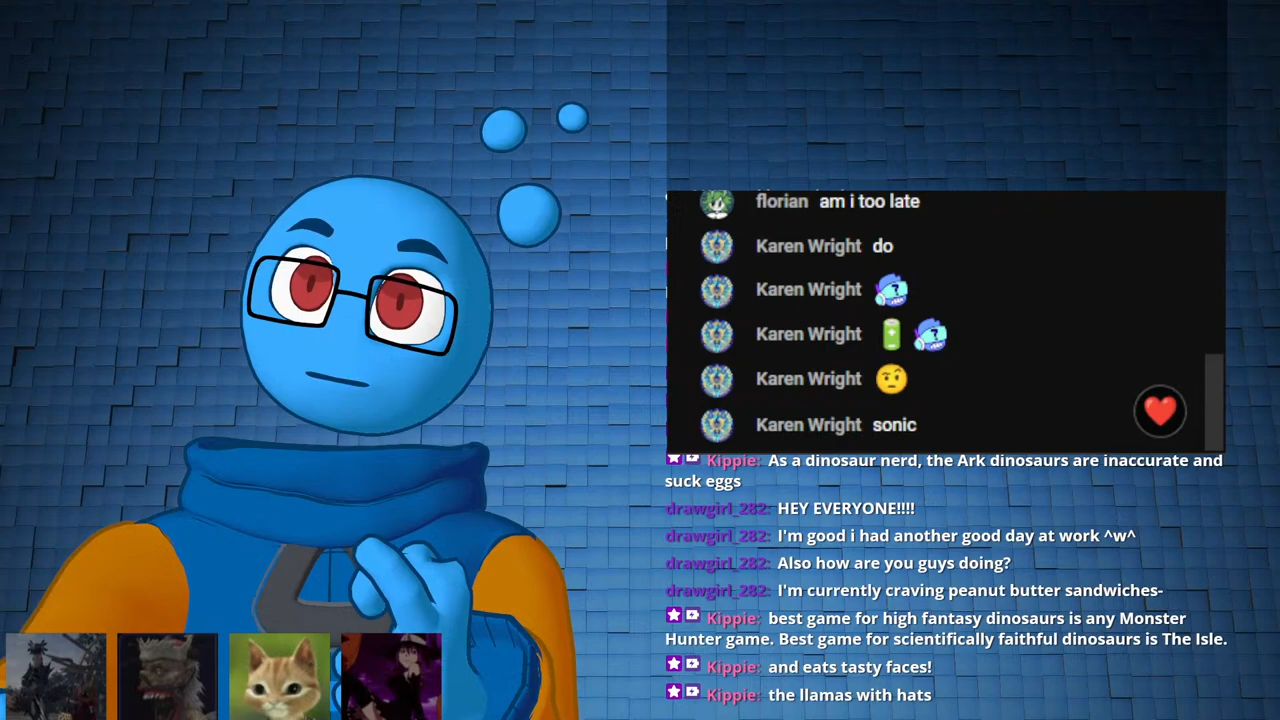 florian am i too late
Karen Wright do
Karen Wright
Karen Wright
Karen Wright
Karen Wright sonic
Kippie: As a dinosaur nerd, the Ark dinosaurs are inaccurate and
suck eggs
drawgirl_282: HEY EVERYONE!!!!
drawgirl_282: I'm good i had another good day at work ^w^
drawgirl_282: Also how are you guys doing?
drawgirl_282: I'm currently craving peanut butter sandwiches-
Kippie: best game for high fantasy dinosaurs is any Monster
Hunter game. Best game for scientifically faithful dinosaurs is The Isle.
Kippie: and eats tasty faces!
Kippie: the llamas with hats